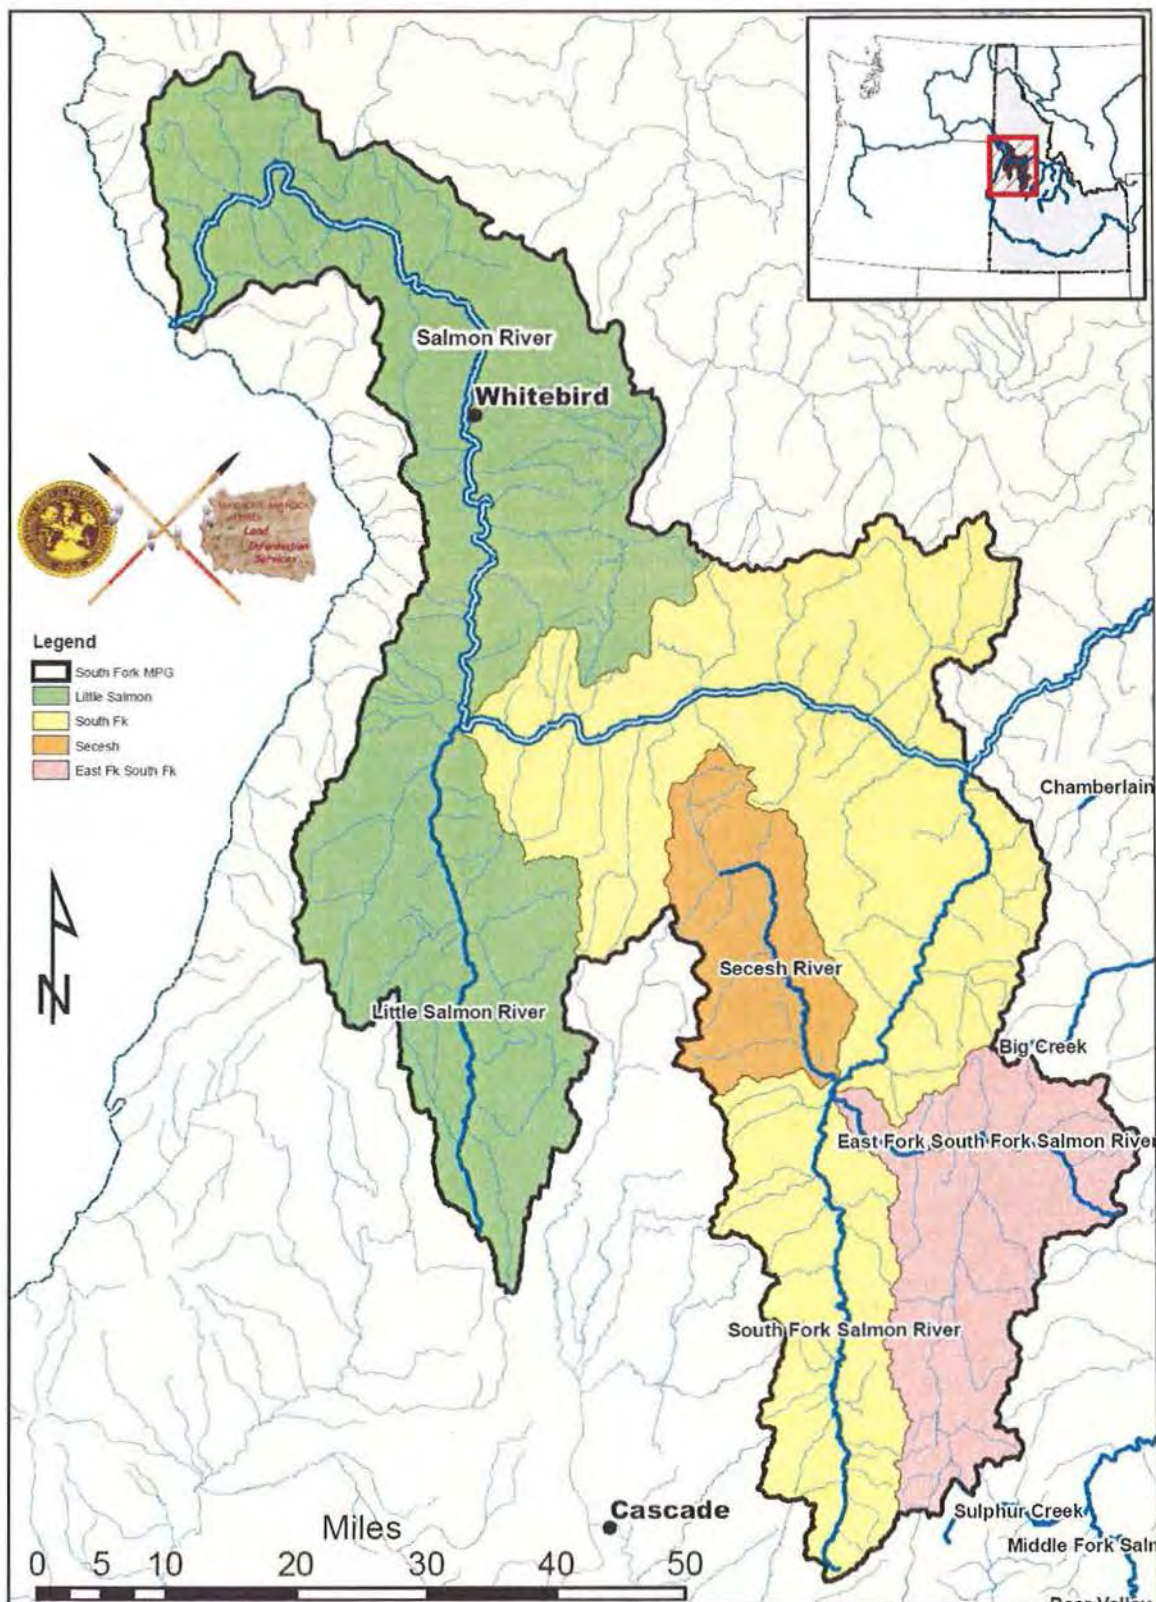 Salmon River
Whitebird
Land
Information
Services
Legend
South Fork MPG
Little Salmon
South Fk
Secesh
East Fk South Fk
Chamberlain
N
Secesh River
Little Salmon River
Big Creek
East Fork South Fork Salmon River
South Fork Salmon River
Cascade
Sulphur Creek
Miles
Middle Fork Saln
0 5 10 20 30 40 50